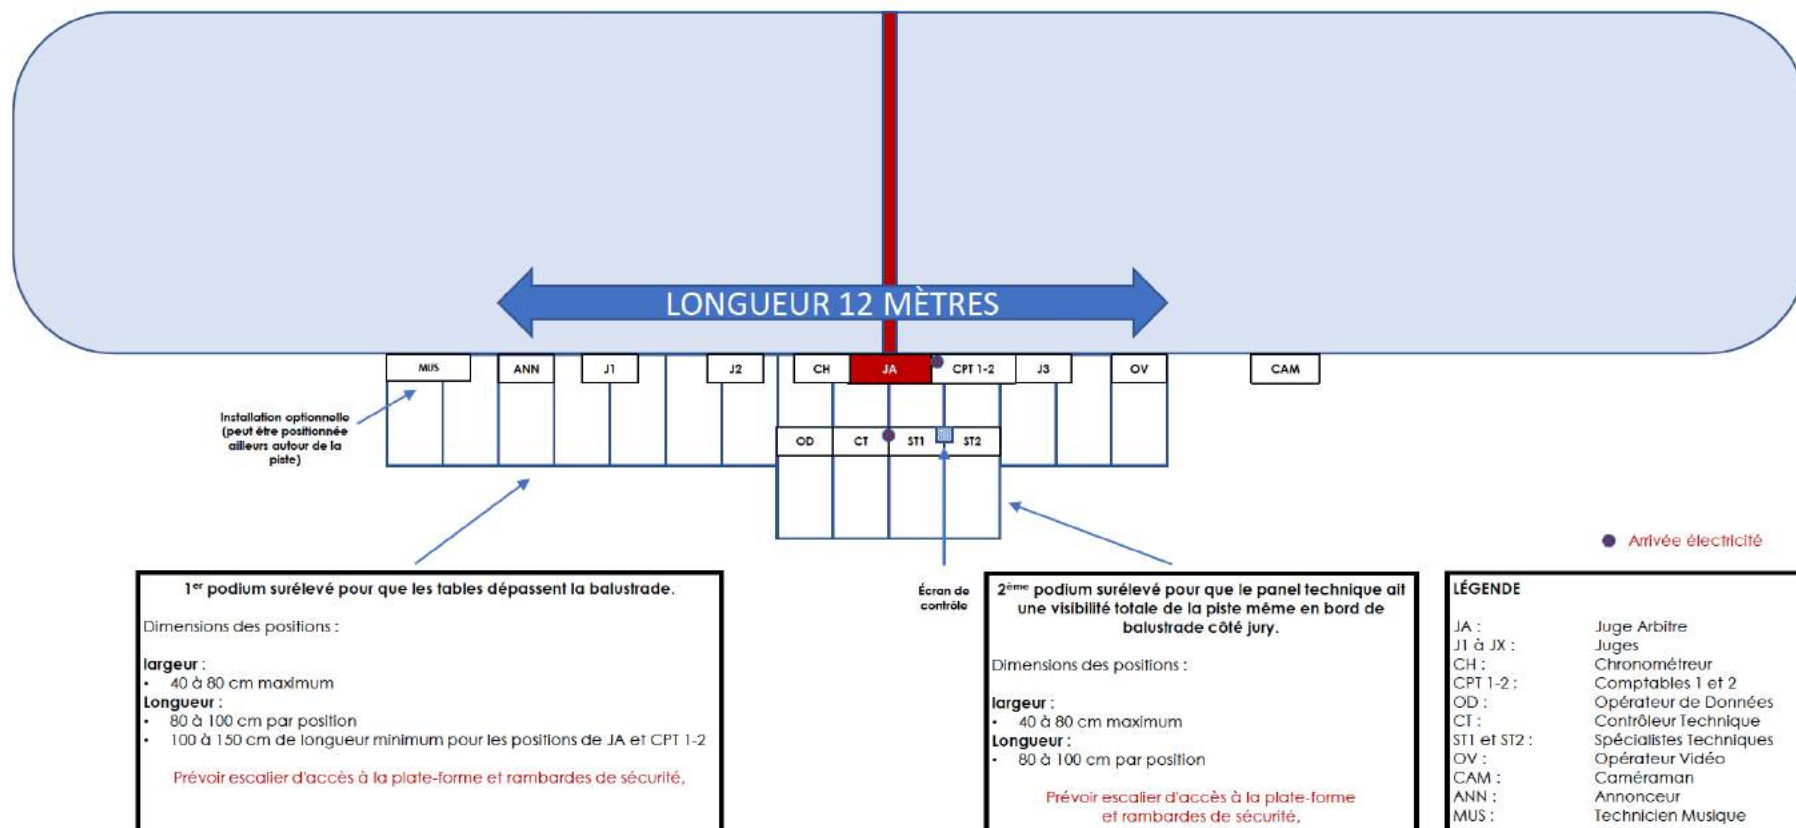 LONGUEUR 12 MÈTRES
MUS
ANN
J1
J2
CH
JA
CPT 1-2
J3
OV
CAM
Installation optionnelle
(peut être positionnée
ailleurs autour de la
piste)
OD
CT
ST1
ST2
Écran de
contrôle
Arrivée électricité
1er podium surélevé pour que les tables dépassent la balustrade.
Dimensions des positions :
largeur :
• 40 à 80 cm maximum
Longueur :
• 80 à 100 cm par position
• 100 à 150 cm de longueur minimum pour les positions de JA et CPT 1-2
Prévoir escalier d'accès à la plate-forme et rambardes de sécurité,
2ème podium surélevé pour que le panel technique ait
une visibilité totale de la piste même en bord de
balustrade côté jury.
Dimensions des positions :
largeur :
• 40 à 80 cm maximum
Longueur :
• 80 à 100 cm par position
Prévoir escalier d'accès à la plate-forme
et rambardes de sécurité,
LÉGENDE
JA : Juge Arbitre
J1 à JX : Juges
CH : Chronométreur
CPT 1-2 : Comptables 1 et 2
OD : Opérateur de Données
CT : Contrôleur Technique
ST1 et ST2 : Spécialistes Techniques
OV : Opérateur Vidéo
CAM : Caméraman
ANN : Annonceur
MUS : Technicien Musique